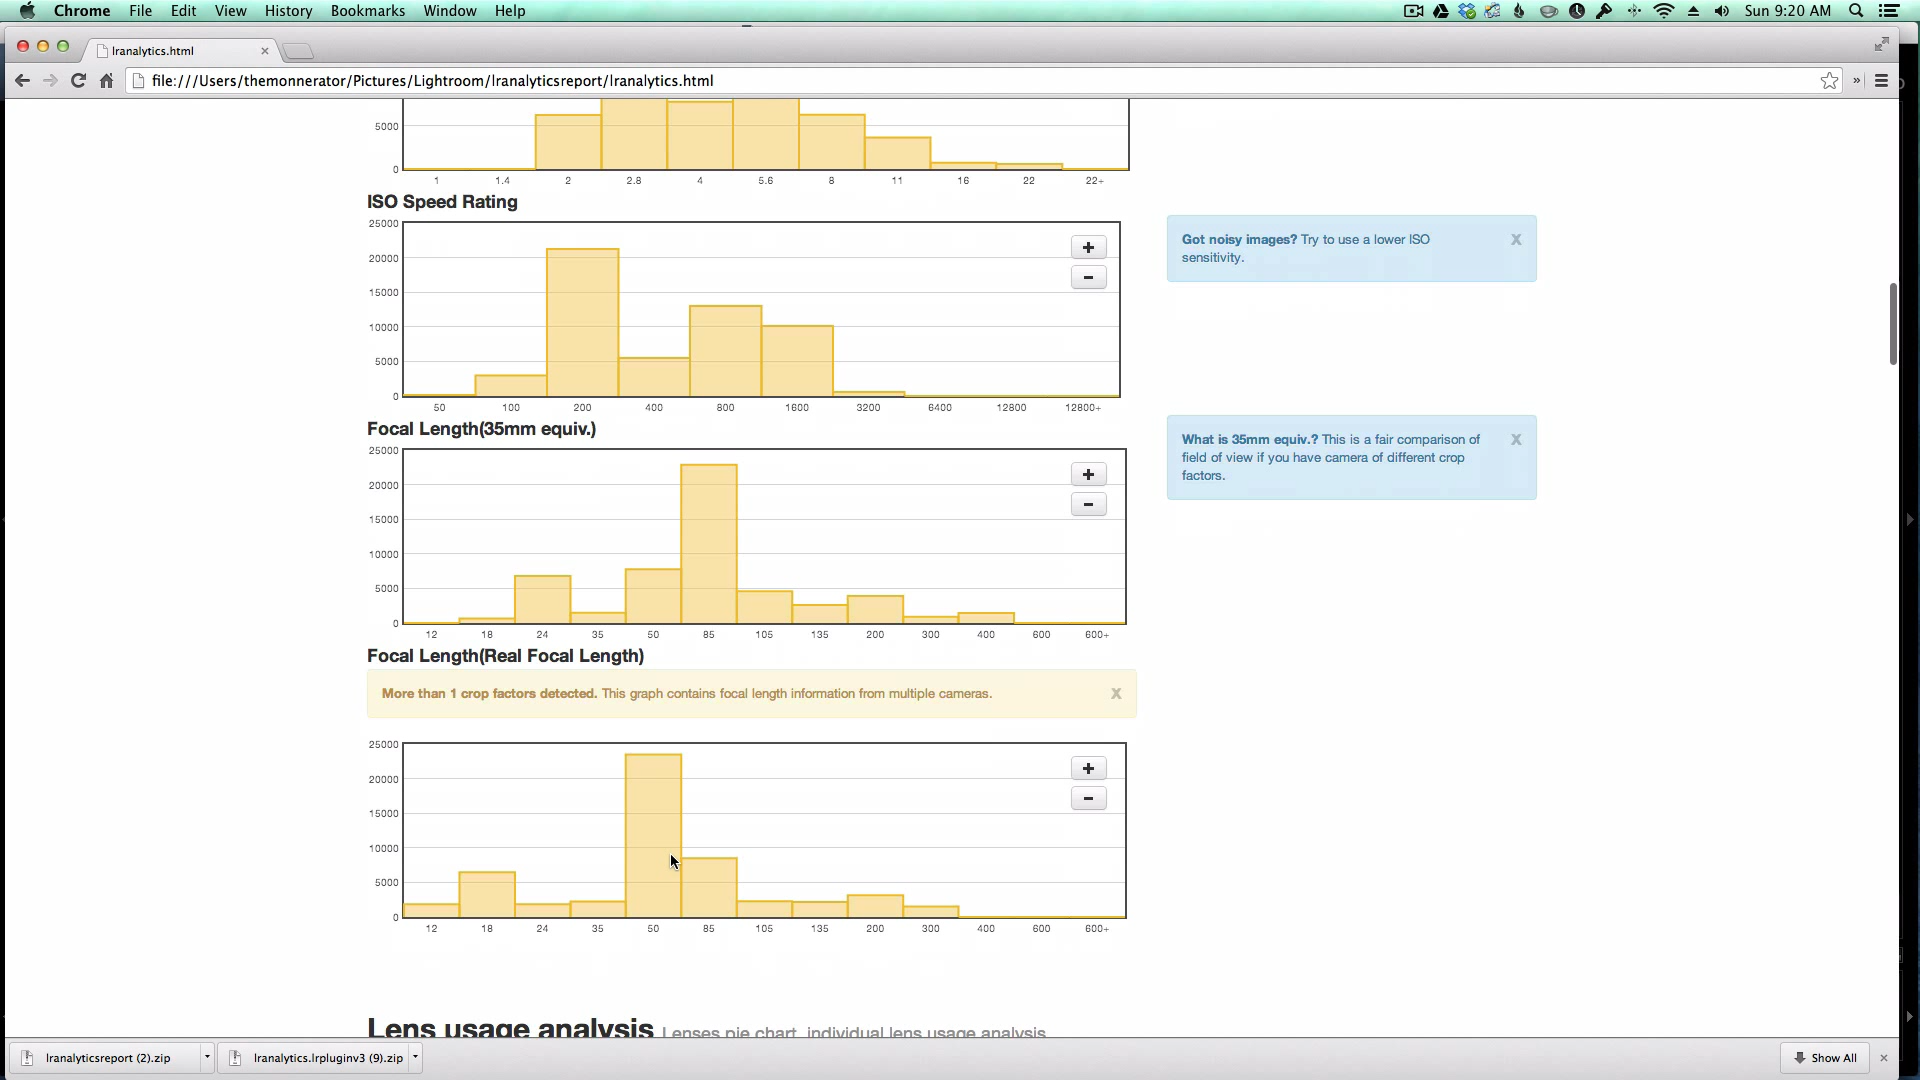 Chrome File Edit View History Bookmarks Window Help Sun 9:20 AM
lranalytics.html
file:///Users/themonnerator/Pictures/Lightroom/lranalyticsreport/lranalytics.html
5000
0
1 1.4 2 2.8 4 5.6 8 11 16 22 22+
ISO Speed Rating
25000
20000
15000
10000
5000
0
50 100 200 400 800 1600 3200 6400 12800 12800+
+
−
Got noisy images? Try to use a lower ISO x
sensitivity.
Focal Length(35mm equiv.)
25000
20000
15000
10000
5000
0
12 18 24 35 50 85 105 135 200 300 400 600 600+
+
−
What is 35mm equiv.? This is a fair comparison of x
field of view if you have camera of different crop
factors.
Focal Length(Real Focal Length)
More than 1 crop factors detected. This graph contains focal length information from multiple cameras. x
25000
20000
15000
10000
5000
0
12 18 24 35 50 85 105 135 200 300 400 600 600+
+
−
Lens usage analysis Lenses pie chart, individual lens usage analysis
lranalyticsreport (2).zip lranalytics.lrpluginv3 (9).zip Show All